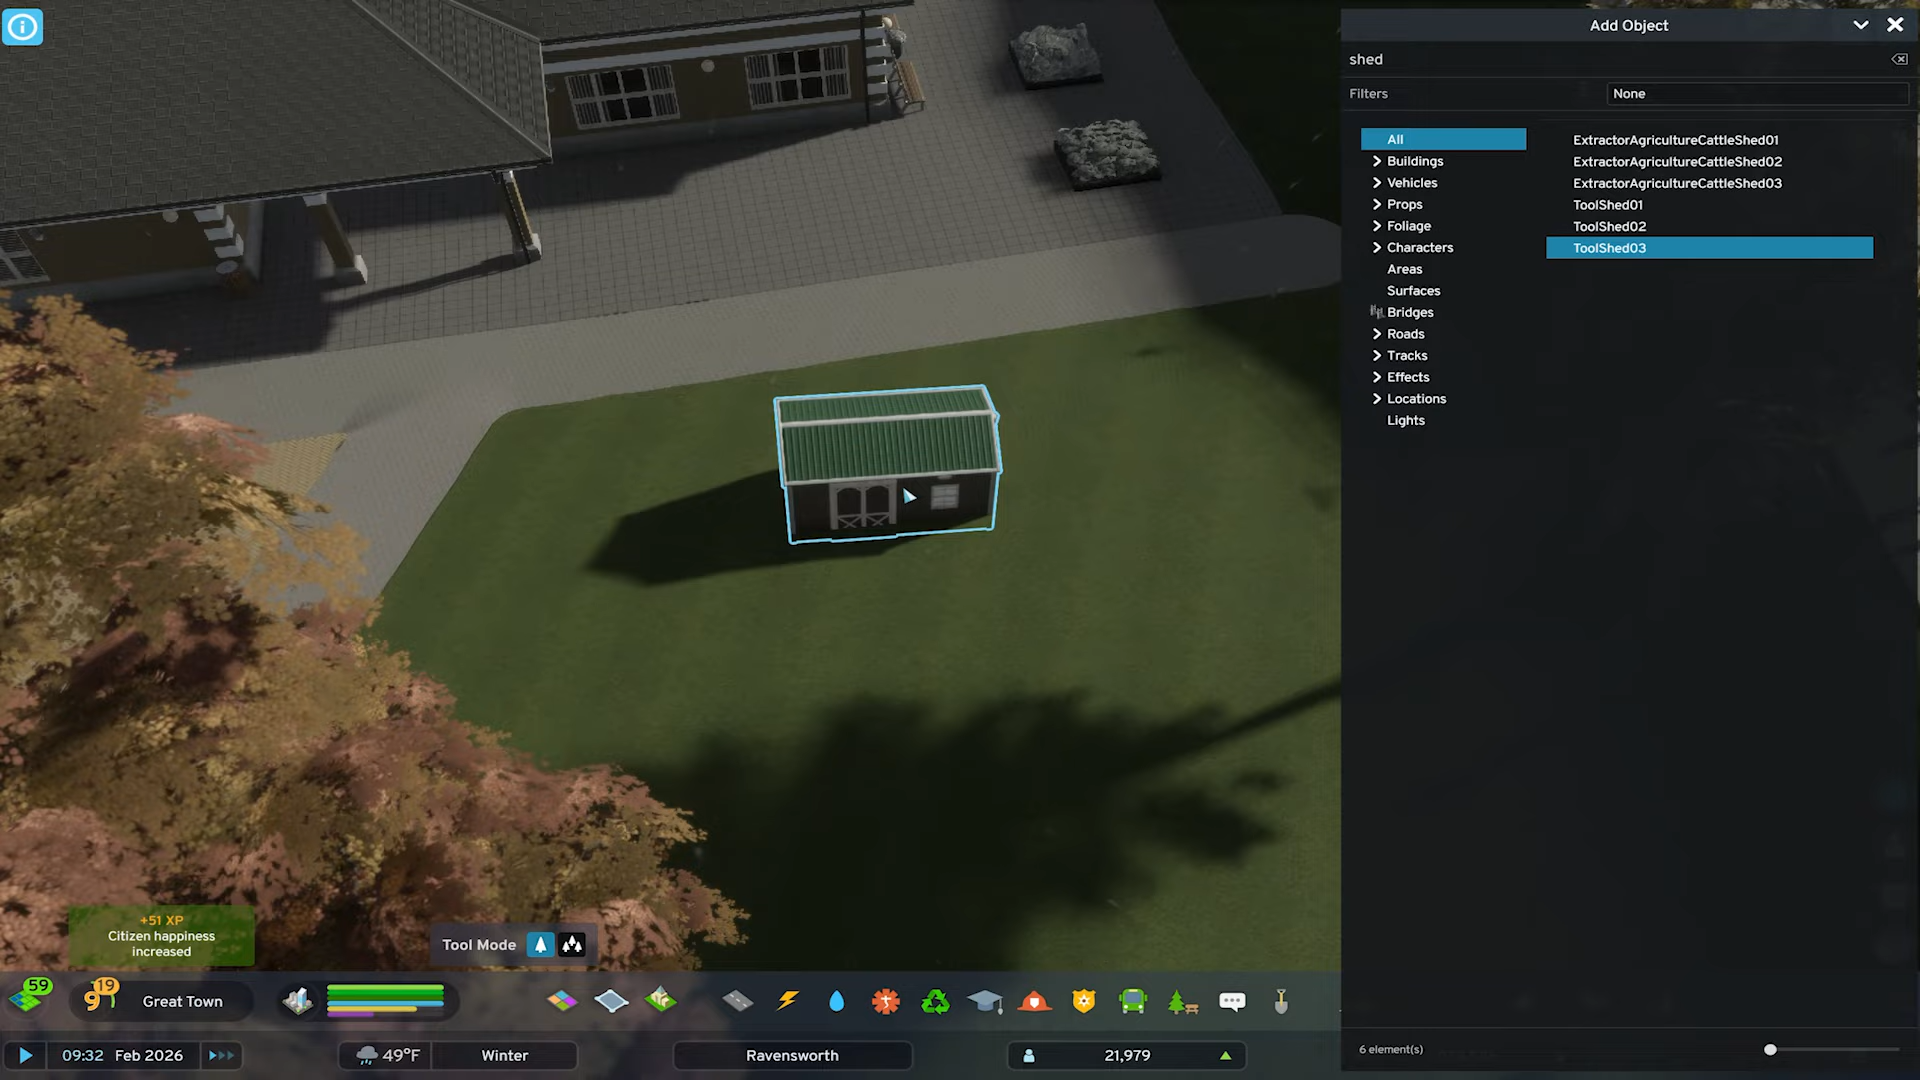 Add Object
shed
Filters
None
All
Buildings
Vehicles
Props
Foliage
Characters
Areas
Surfaces
Bridges
Roads
Tracks
Effects
Locations
Lights
ExtractorAgricultureCattleShed01
ExtractorAgricultureCattleShed02
ExtractorAgricultureCattleShed03
ToolShed01
ToolShed02
ToolShed03
6 element(s)
+51 XP
Citizen happiness
increased
Tool Mode
59
19
Great Town
09:32 Feb 2026
49°F
Winter
Ravensworth
21,979